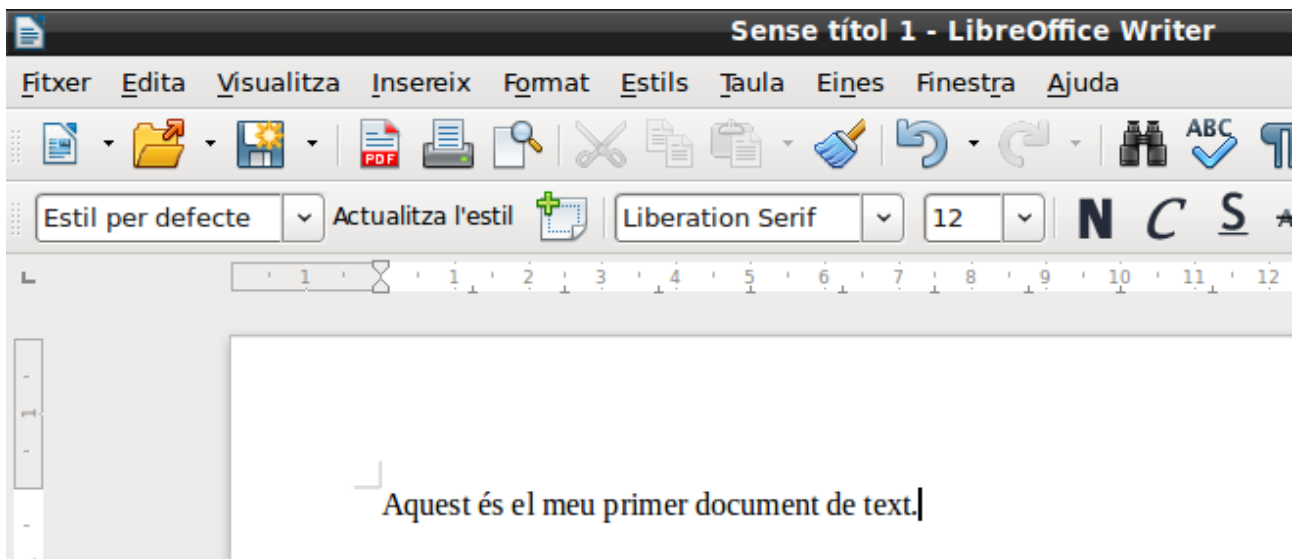 Sense títol 1 - LibreOffice Writer
Fitxer Edita Visualitza Insereix Format Estils Taula Eines Finestra Ajuda
PDF ABC
Estil per defecte Actualitza l'estil Liberation Serif 12 N C S A
1 1 2 3 4 5 6 7 8 9 10 11 12
1
Aquest és el meu primer document de text.